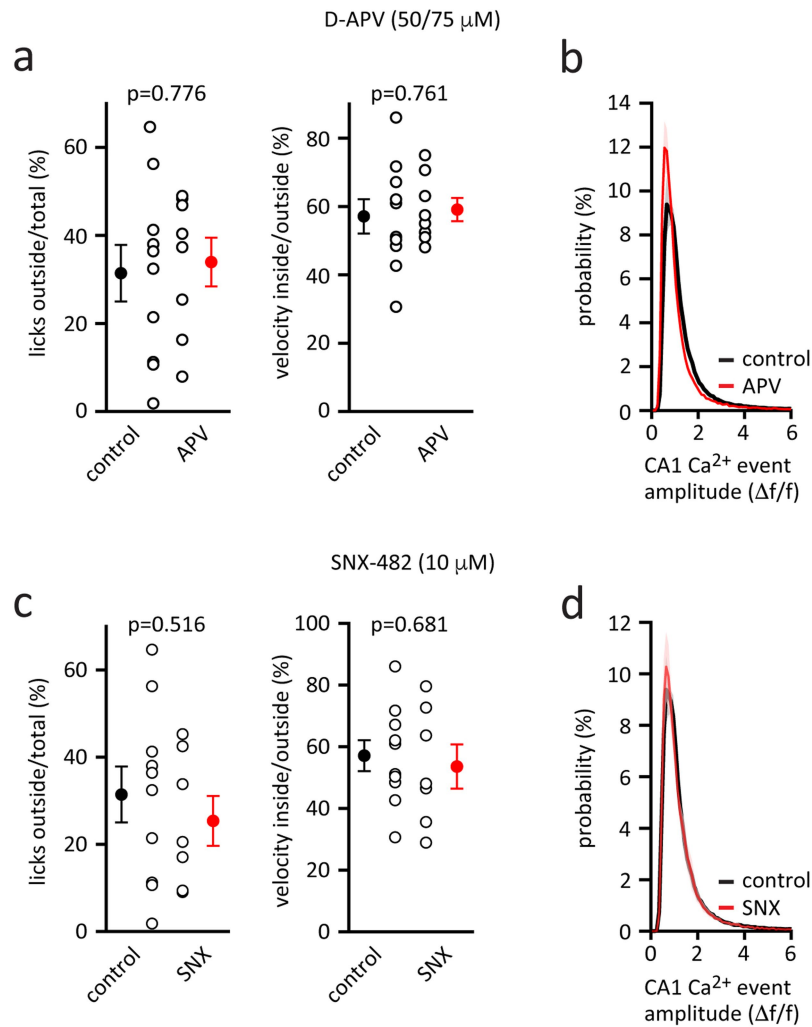 D-APV (50/75 μM)
a
b
p=0.776
p=0.761
licks outside/total (%)
60
40
20
0
control
APV
velocity inside/outside (%)
80
60
40
20
0
control
APV
probability (%)
14
12
10
8
6
4
2
0
control
APV
0 2 4 6
CA1 Ca2+ event
amplitude (Δf/f)
SNX-482 (10 μM)
c
d
p=0.516
p=0.681
licks outside/total (%)
60
40
20
0
control
SNX
velocity inside/outside (%)
100
80
60
40
20
0
control
SNX
probability (%)
12
10
8
6
4
2
0
control
SNX
0 2 4 6
CA1 Ca2+ event
amplitude (Δf/f)